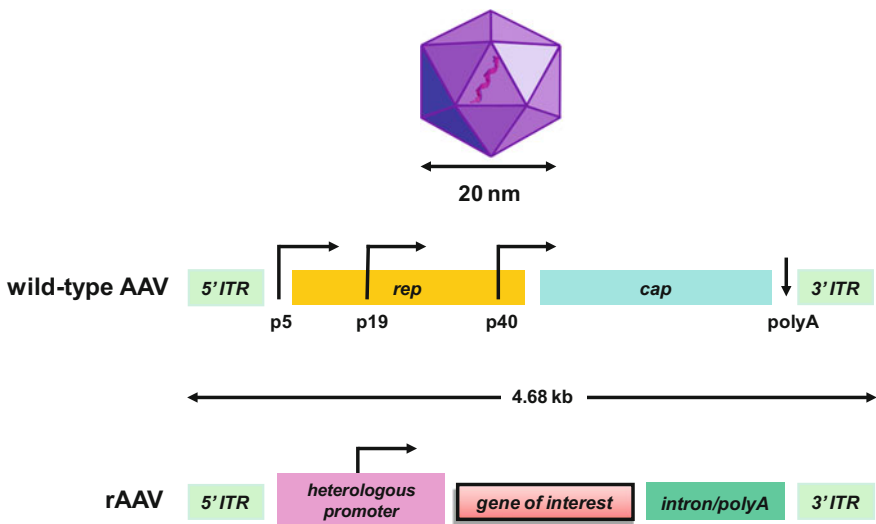 20 nm
wild-type AAV 5' ITR rep cap 3' ITR
p5 p19 p40 polyA
4.68 kb
rAAV 5' ITR heterologous promoter gene of interest intron/polyA 3' ITR